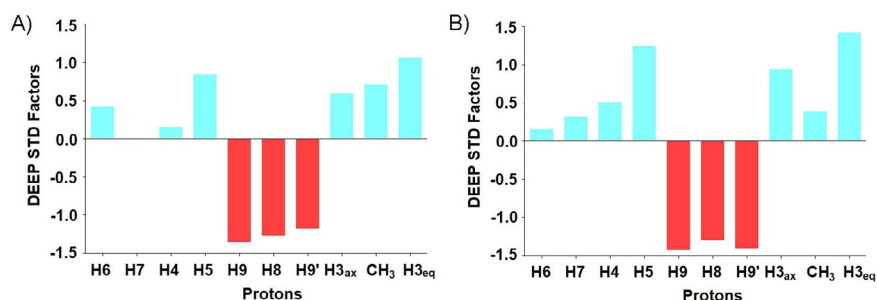 A)
DEEP STD Factors
1.5
1.0
0.5
0.0
-0.5
-1.0
-1.5
H6 H7 H4 H5 H9 H8 H9' H3ax CH3 H3eq
Protons
B)
DEEP STD Factors
1.5
1.0
0.5
0.0
-0.5
-1.0
-1.5
H6 H7 H4 H5 H9 H8 H9' H3ax CH3 H3eq
Protons